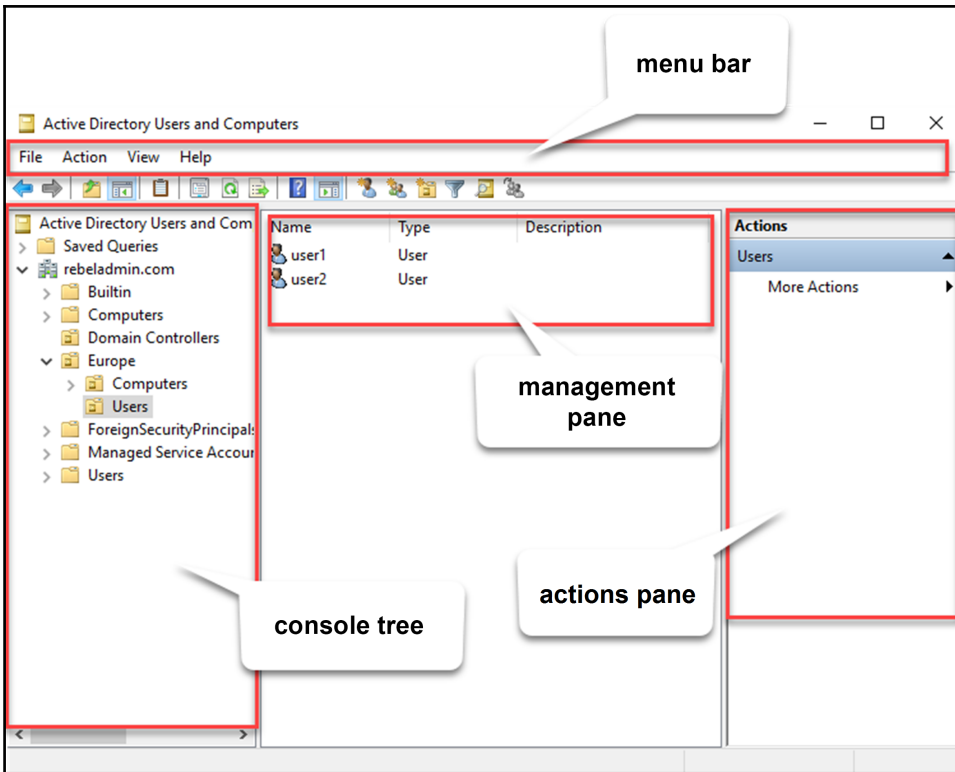 menu bar
Active Directory Users and Computers
File Action View Help
Active Directory Users and Com
Saved Queries
rebeladmin.com
Builtin
Computers
Domain Controllers
Europe
Computers
Users
ForeignSecurityPrincipals
Managed Service Accour
Users
Name Type Description
user1 User
user2 User
management
pane
Actions
Users
More Actions
actions pane
console tree